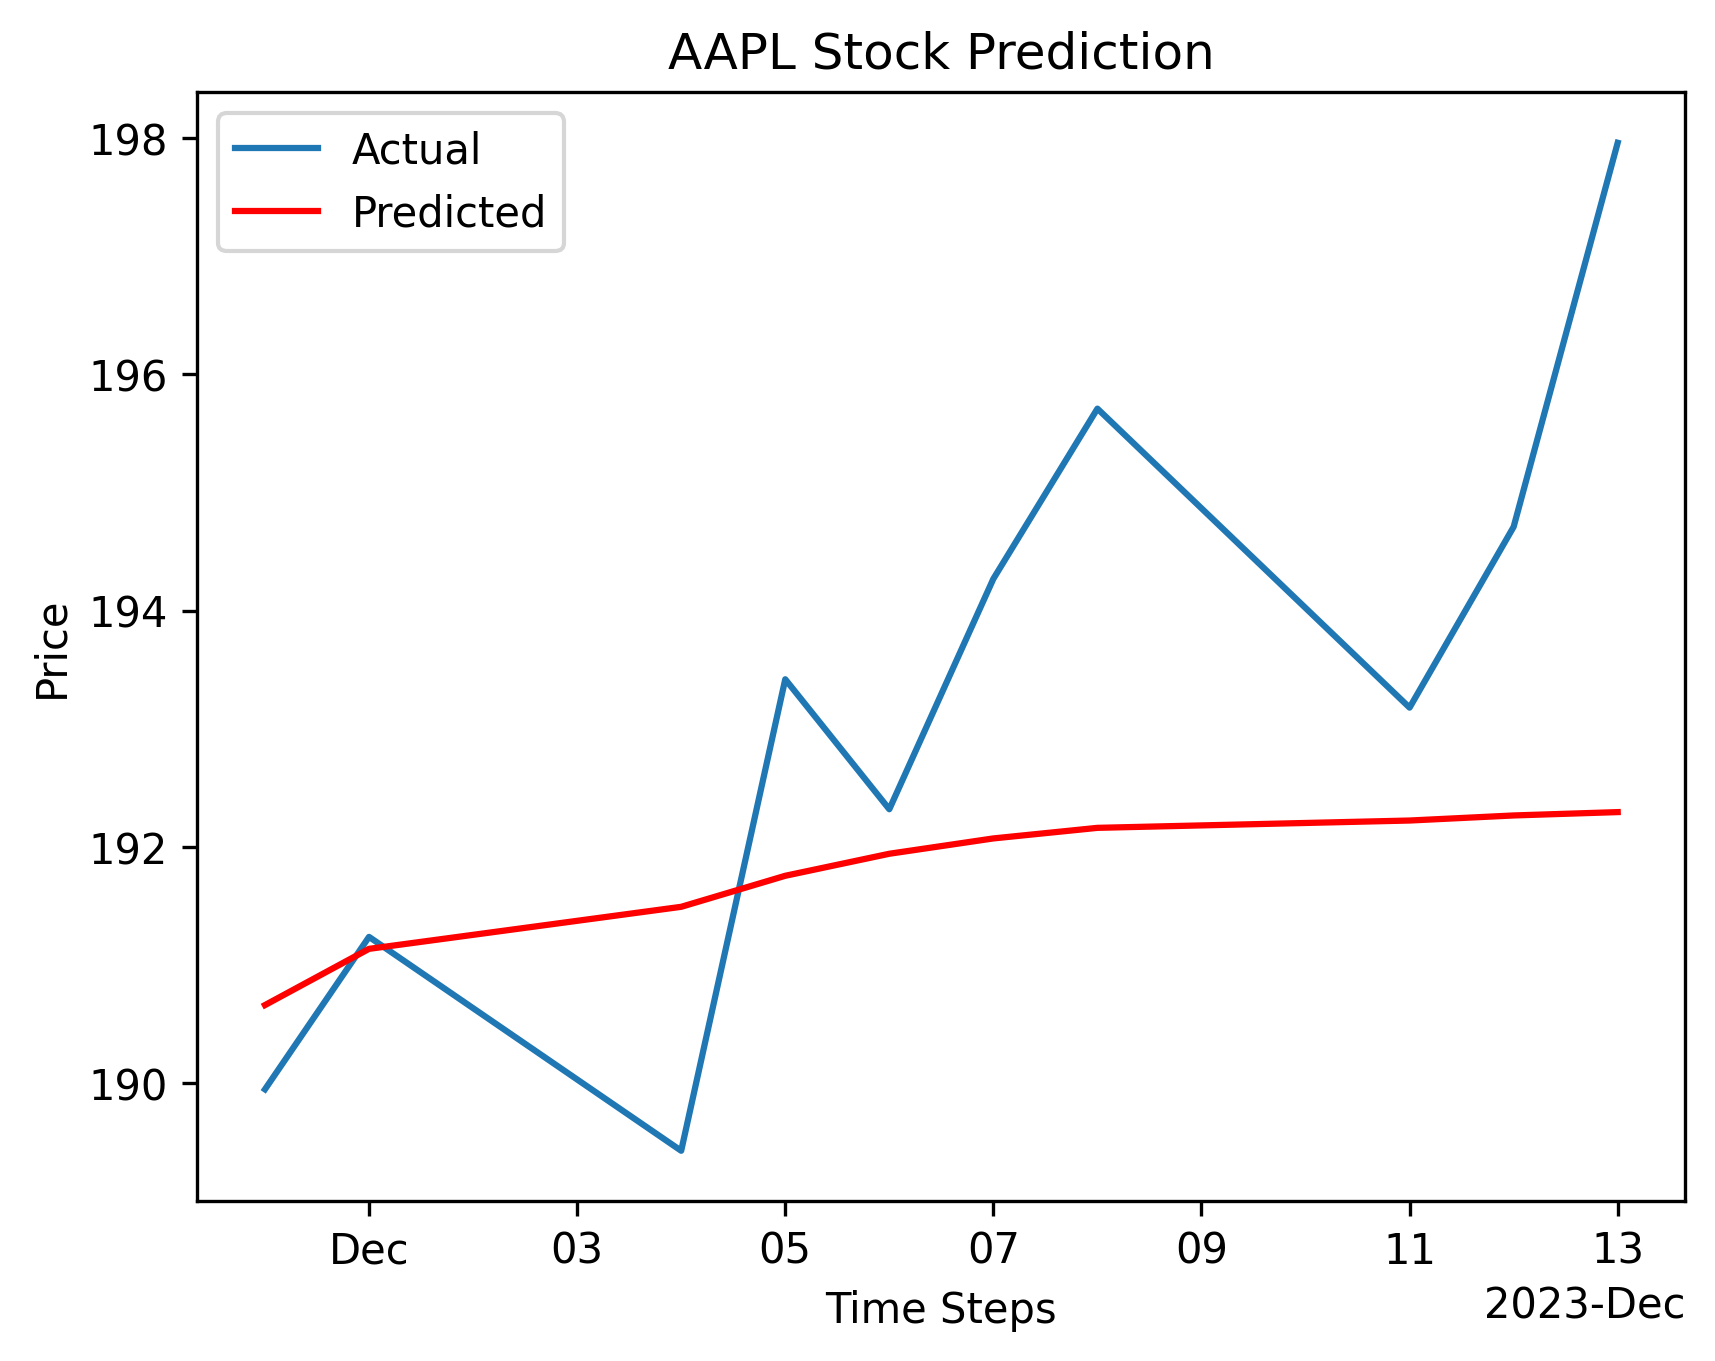 AAPL Stock Prediction
Actual
Predicted
198
196
194
192
190
Price
Dec 03 05 07 09 11 13
Time Steps
2023-Dec